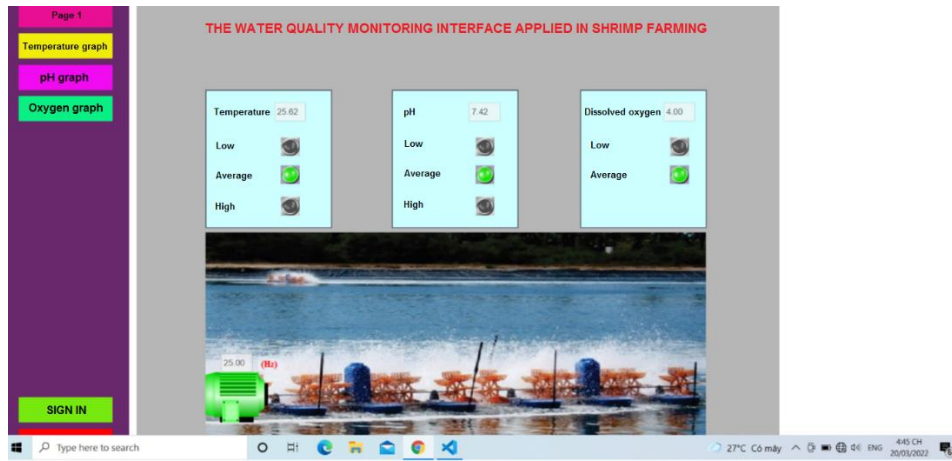 Page 1
Temperature graph
pH graph
Oxygen graph
SIGN IN
THE WATER QUALITY MONITORING INTERFACE APPLIED IN SHRIMP FARMING
Temperature 25.62
Low
Average
High
pH 7.42
Low
Average
High
Dissolved oxygen 4.00
Low
Average
25.00 (Hz)
Type here to search
27°C Có mây ENG 4:45 CH
20/03/2022